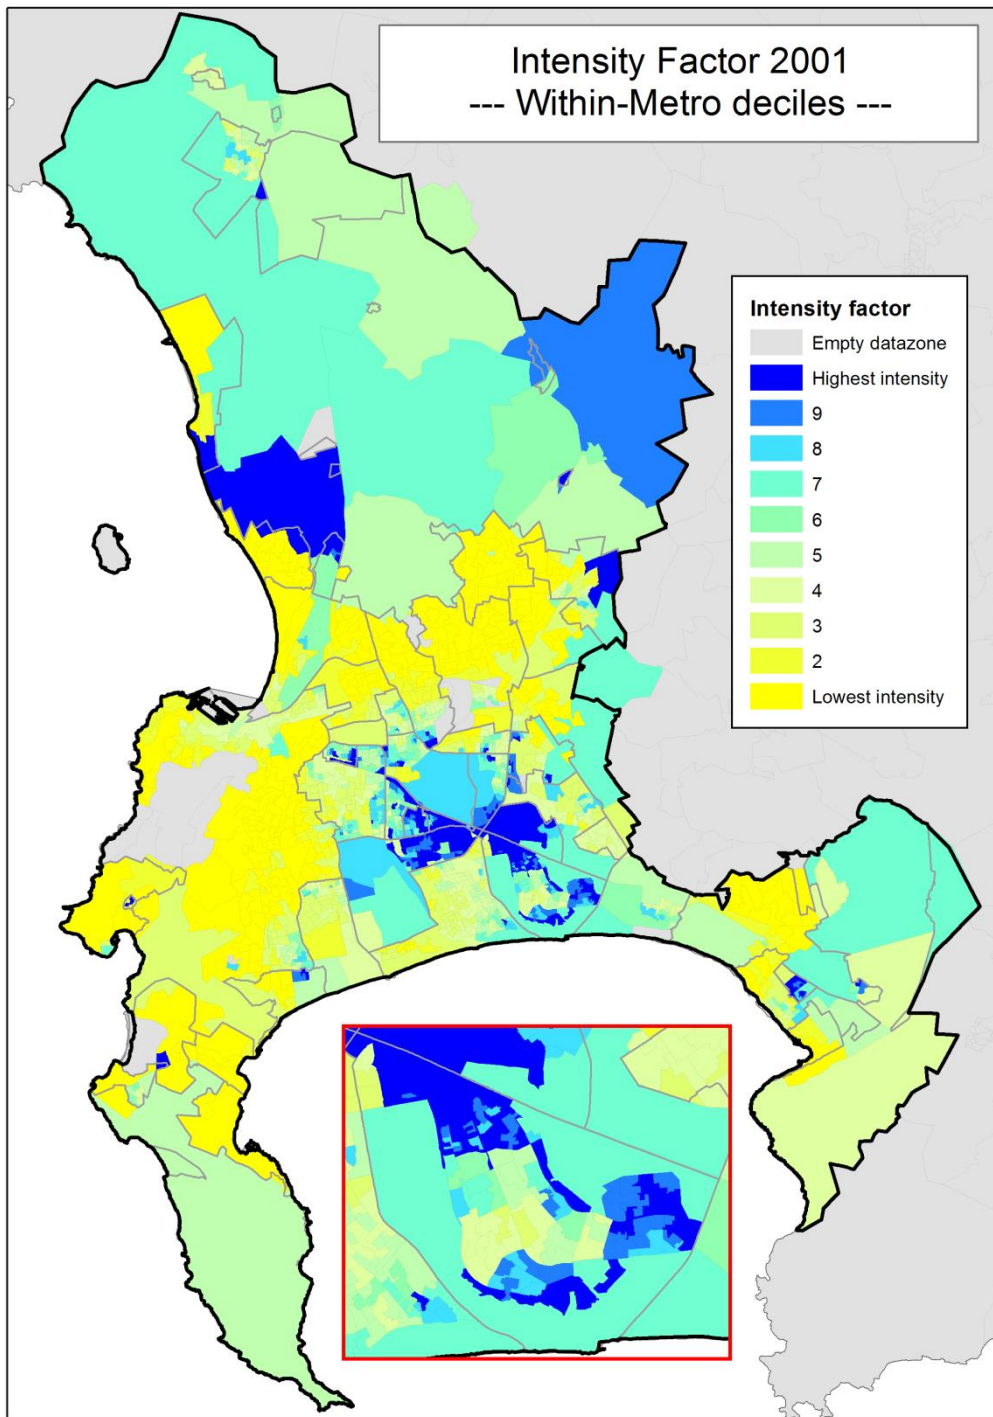 Intensity Factor 2001
--- Within-Metro deciles ---
Intensity factor
Empty datazone
Highest intensity
9
8
7
6
5
4
3
2
Lowest intensity